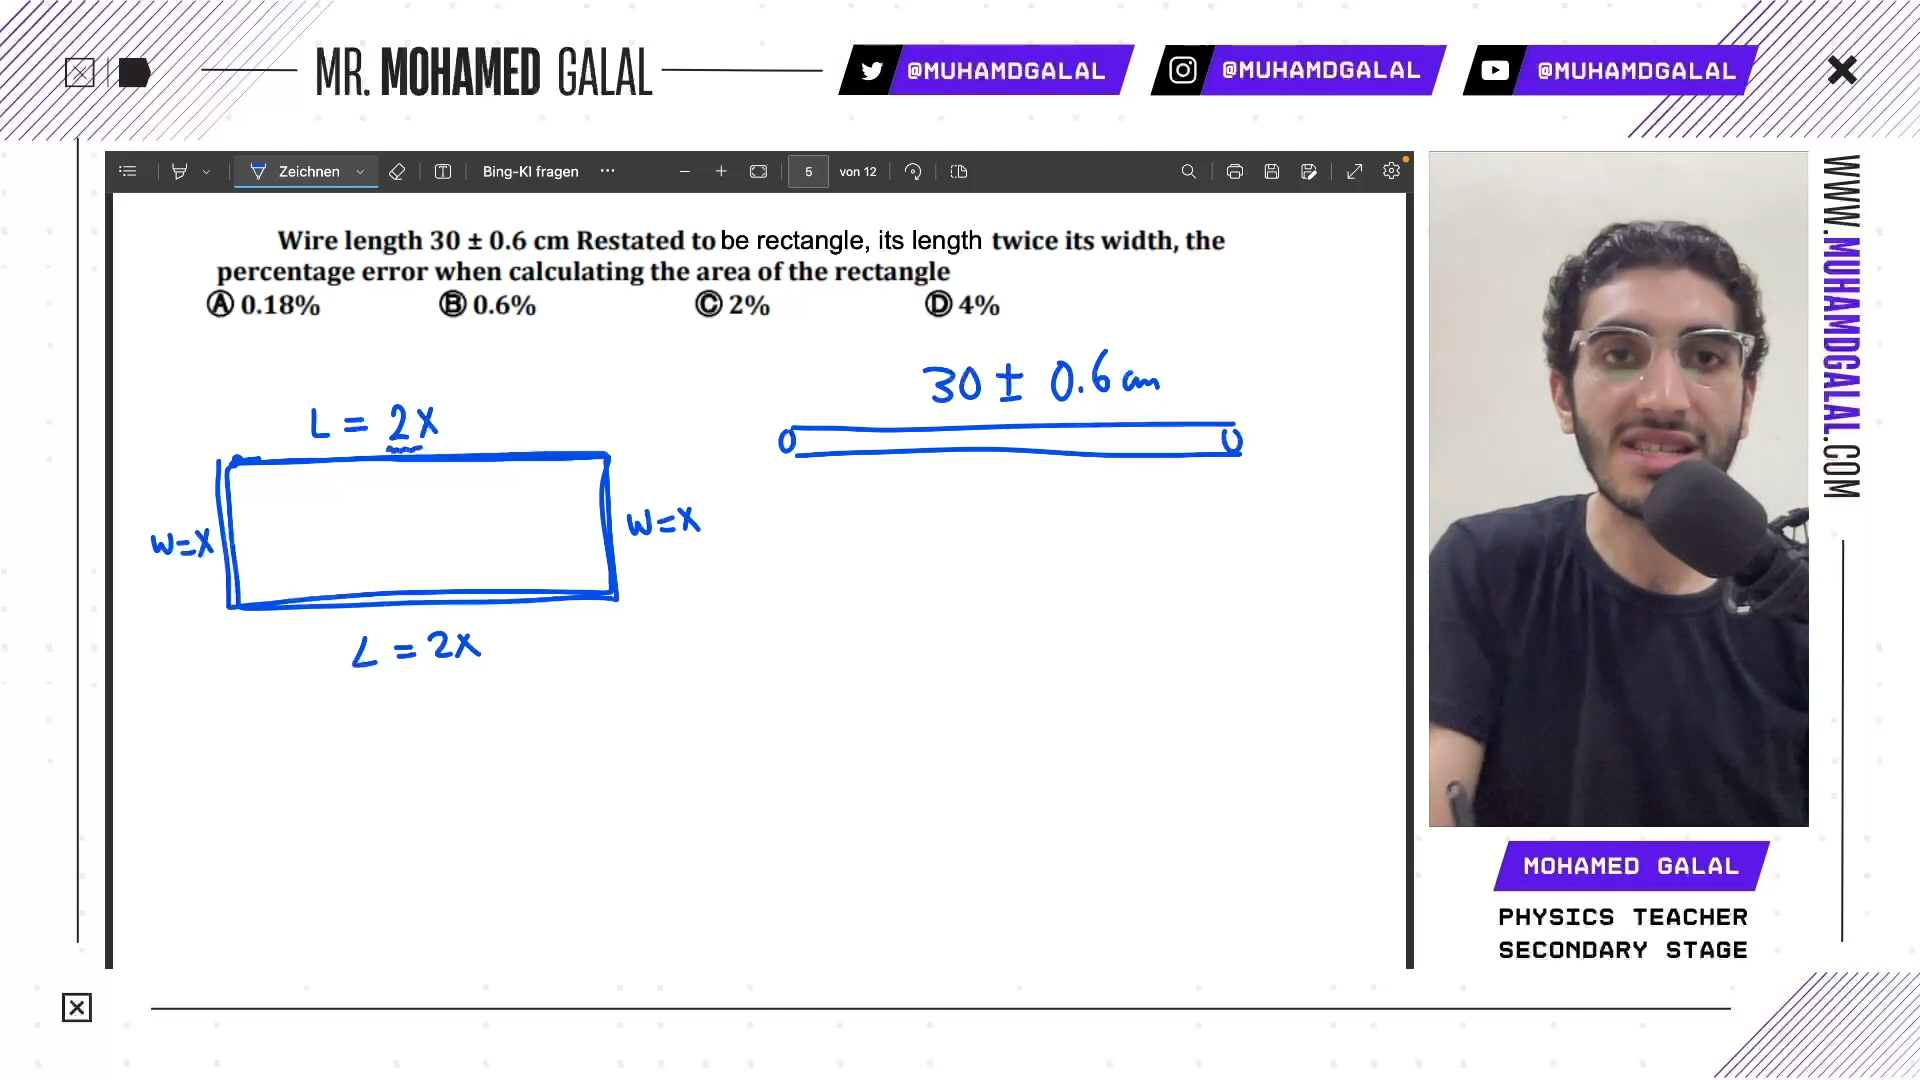 MR. MOHAMED GALAL
@MUHAMDGALAL
@MUHAMDGALAL
@MUHAMDGALAL
WWW.MUHAMDGALAL.COM
Zeichnen
Bing-KI fragen
5 von 12
Wire length 30 ± 0.6 cm Restated to be rectangle, its length twice its width, the
percentage error when calculating the area of the rectangle
Ⓐ 0.18% Ⓑ 0.6% Ⓒ 2% Ⓓ 4%
30 ± 0.6 cm
L = 2X
W=X
W=X
L = 2X
MOHAMED GALAL
PHYSICS TEACHER
SECONDARY STAGE